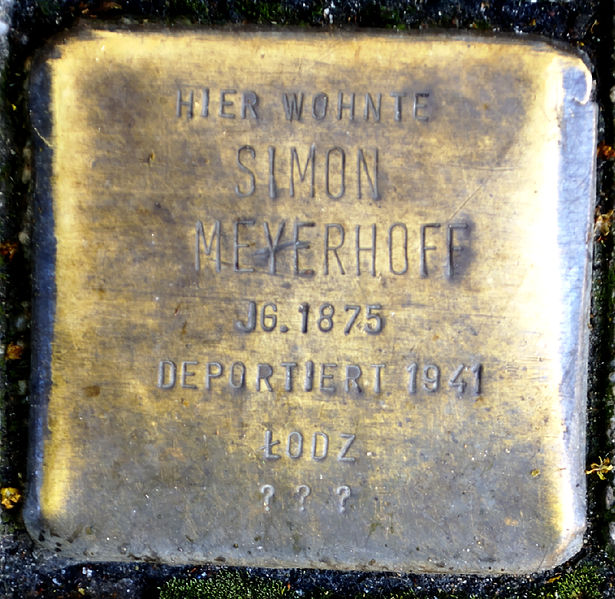 HIER WOHNTE
SIMON
MEYERHOFF
JG. 1875
DEPORTIERT 1941
ŁODZ
? ? ?